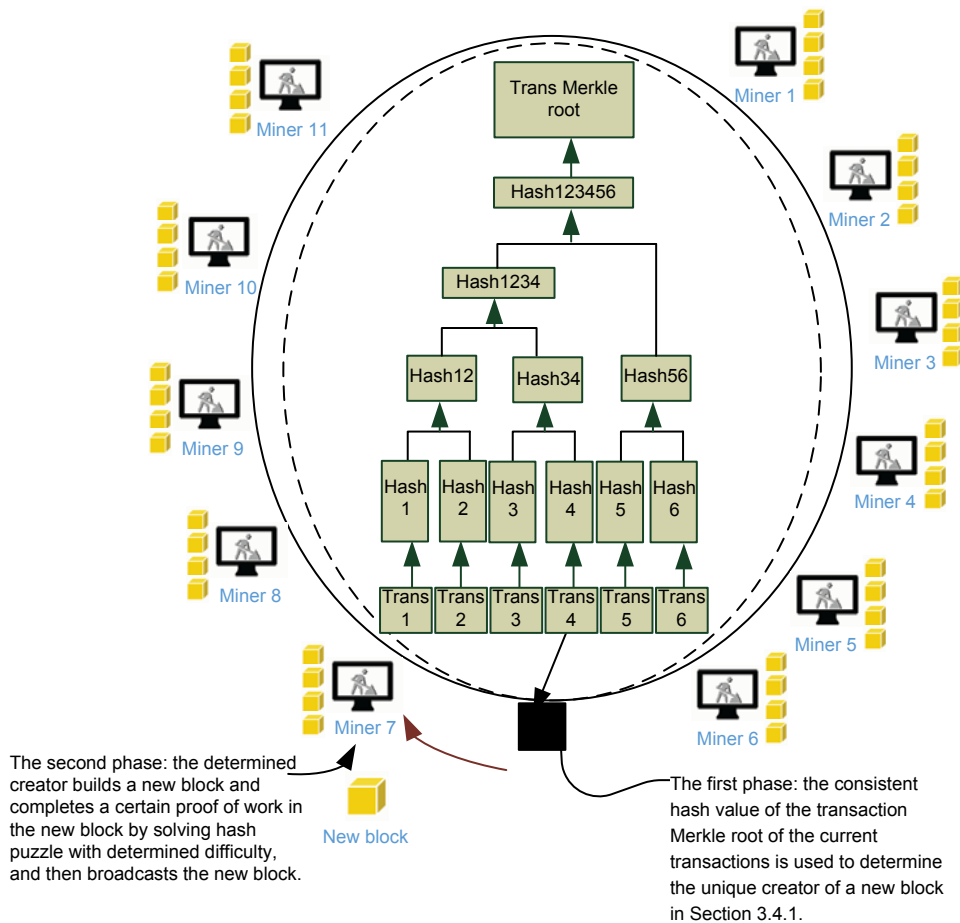 Miner 1
Miner 11
Trans Merkle
root
Hash123456
Miner 2
Miner 10
Hash1234
Miner 3
Hash12
Hash34
Hash56
Miner 9
Miner 4
Hash
1
Hash
2
Hash
3
Hash
4
Hash
5
Hash
6
Miner 8
Trans
1
Trans
2
Trans
3
Trans
4
Trans
5
Trans
6
Miner 5
Miner 7
Miner 6
The second phase: the determined
creator builds a new block and
completes a certain proof of work in
the new block by solving hash
puzzle with determined difficulty,
and then broadcasts the new block.
New block
The first phase: the consistent
hash value of the transaction
Merkle root of the current
transactions is used to determine
the unique creator of a new block
in Section 3.4.1.